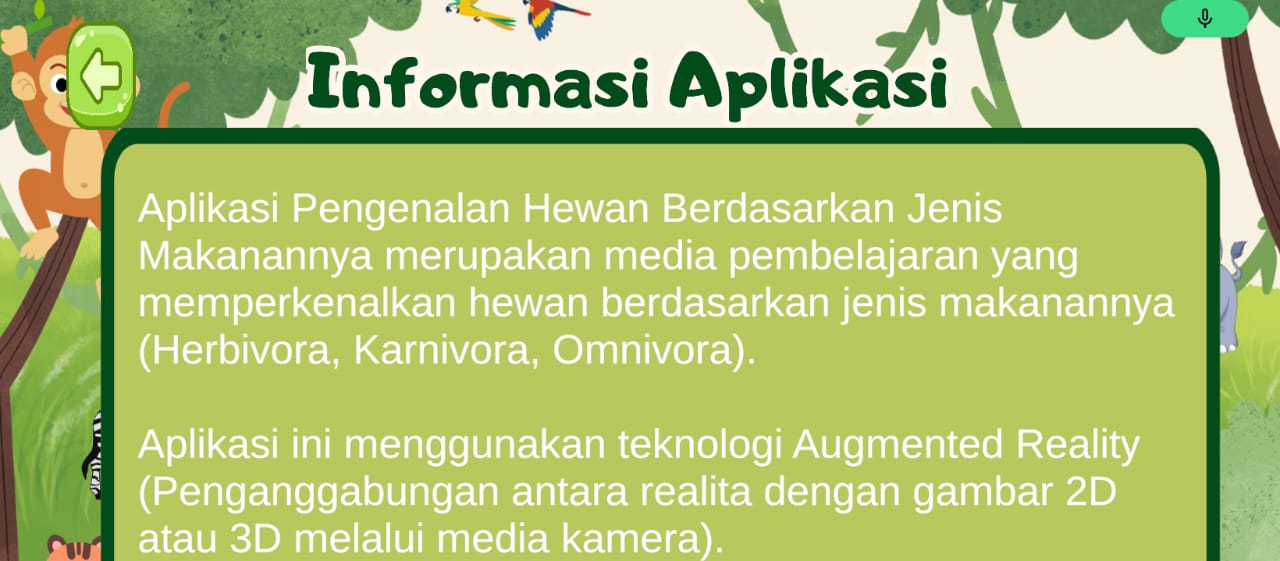 Informasi Aplikasi
Aplikasi Pengenalan Hewan Berdasarkan Jenis
Makanannya merupakan media pembelajaran yang
memperkenalkan hewan berdasarkan jenis makanannya
(Herbivora, Karnivora, Omnivora).
Aplikasi ini menggunakan teknologi Augmented Reality
(Penganggabungan antara realita dengan gambar 2D
atau 3D melalui media kamera).